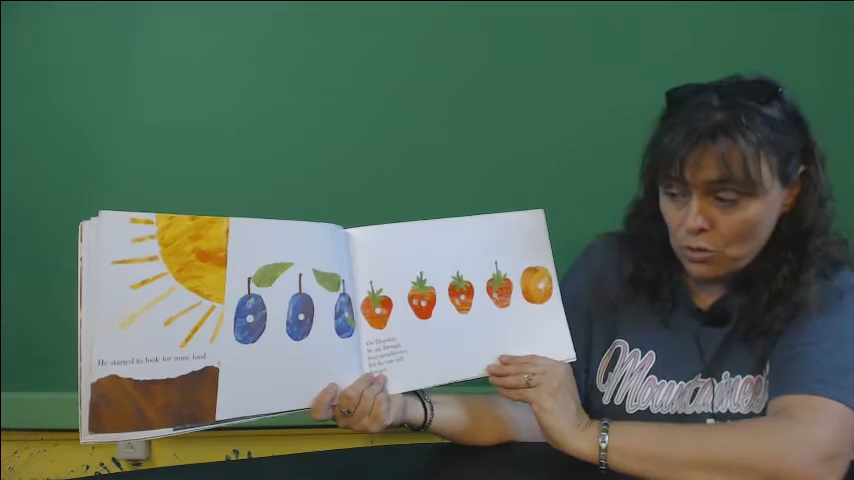 He started to look for some food.
On Thursday
he ate through
four strawberries,
but he was still
Mountaineers